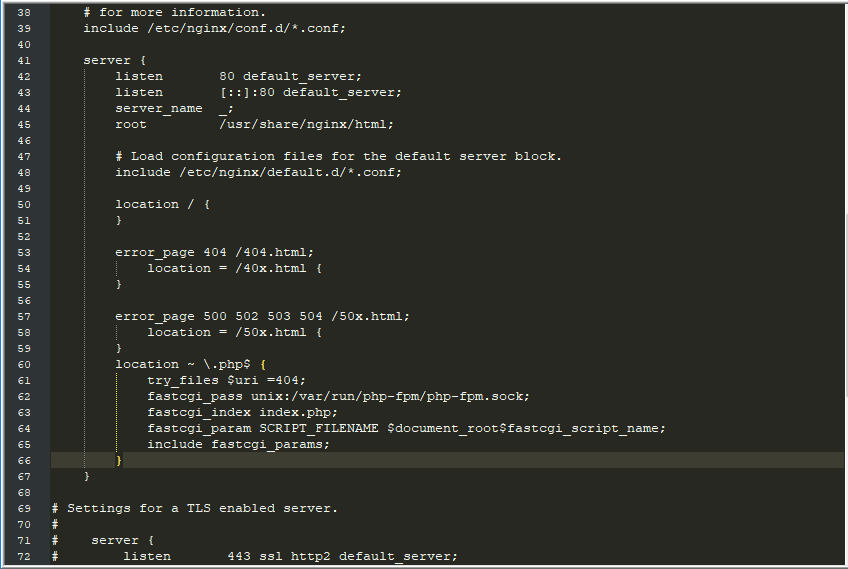 38 # for more information.
39 include /etc/nginx/conf.d/*.conf;
40
41 server {
42 listen 80 default_server;
43 listen [::]:80 default_server;
44 server_name _;
45 root /usr/share/nginx/html;
46
47 # Load configuration files for the default server block.
48 include /etc/nginx/default.d/*.conf;
49
50 location / {
51 }
52
53 error_page 404 /404.html;
54 location = /40x.html {
55 }
56
57 error_page 500 502 503 504 /50x.html;
58 location = /50x.html {
59 }
60 location ~ \.php$ {
61 try_files $uri =404;
62 fastcgi_pass unix:/var/run/php-fpm/php-fpm.sock;
63 fastcgi_index index.php;
64 fastcgi_param SCRIPT_FILENAME $document_root$fastcgi_script_name;
65 include fastcgi_params;
66 }
67 }
68
69 # Settings for a TLS enabled server.
70 #
71 # server {
72 # listen 443 ssl http2 default_server;